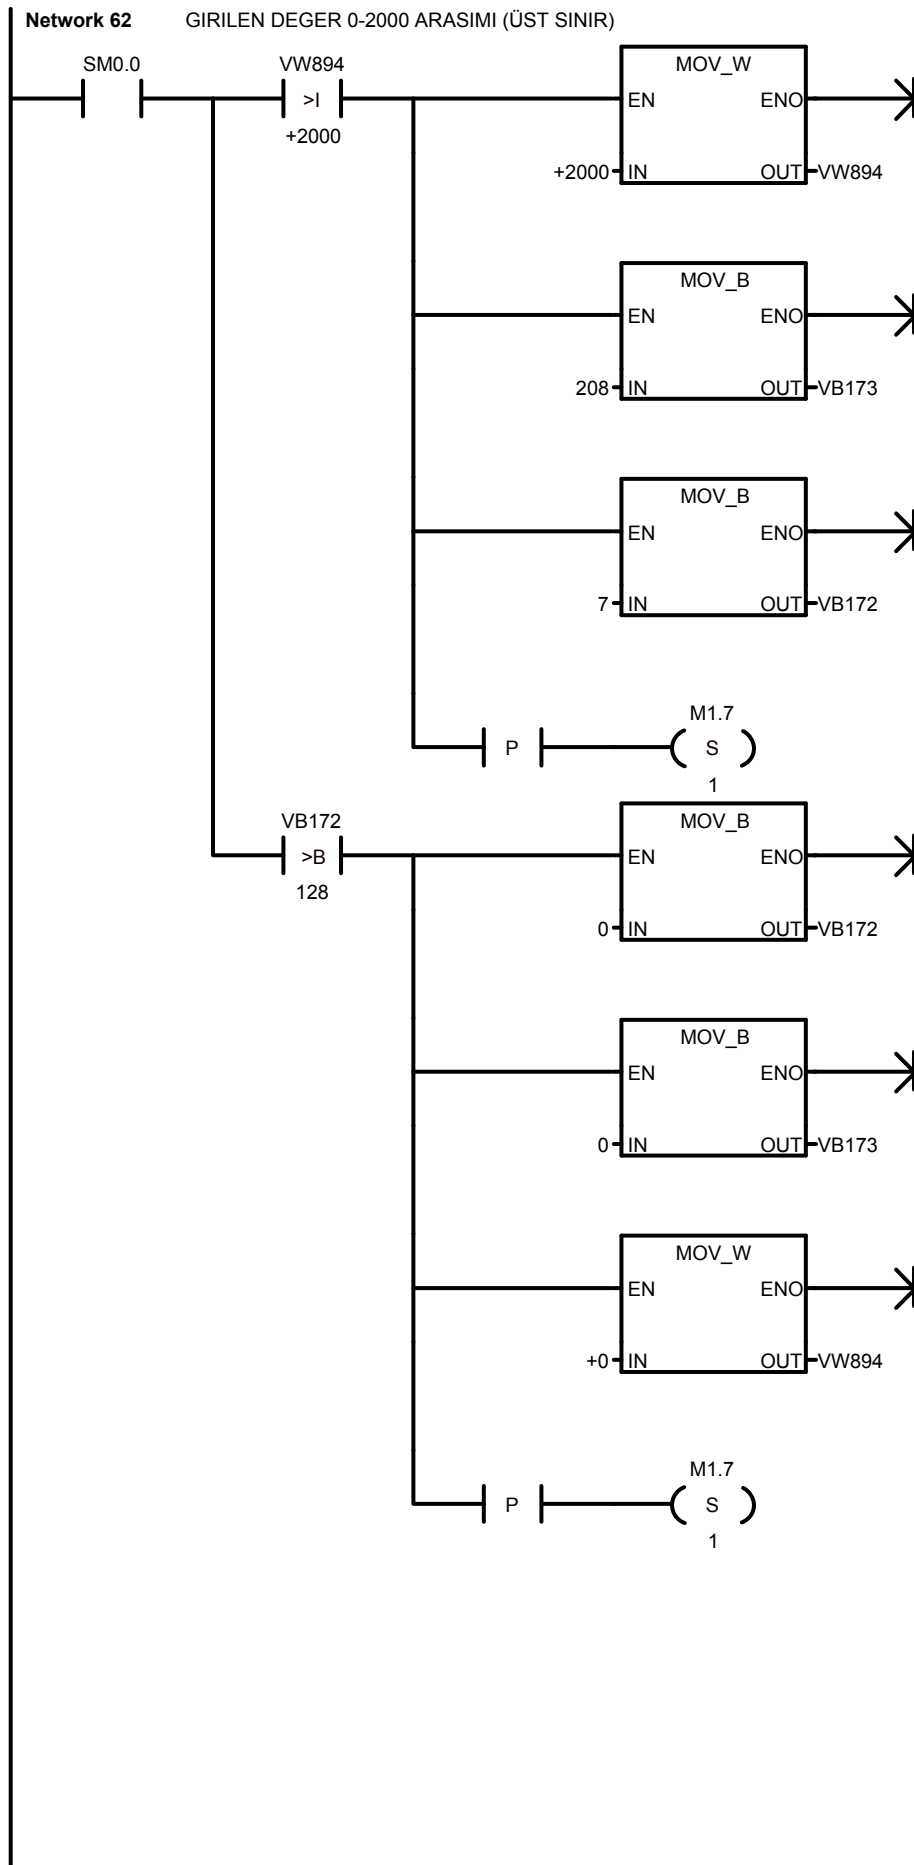 Network 62 GIRILEN DEGER 0-2000 ARASIMI (ÜST SINIR)
SM0.0 VW894 MOV_W
>I EN ENO
+2000
+2000 IN OUT VW894
MOV_B
EN ENO
208 IN OUT VB173
MOV_B
EN ENO
7 IN OUT VB172
M1.7
P S
1
VB172 MOV_B
>B EN ENO
128
0 IN OUT VB172
MOV_B
EN ENO
0 IN OUT VB173
MOV_W
EN ENO
+0 IN OUT VW894
M1.7
P S
1